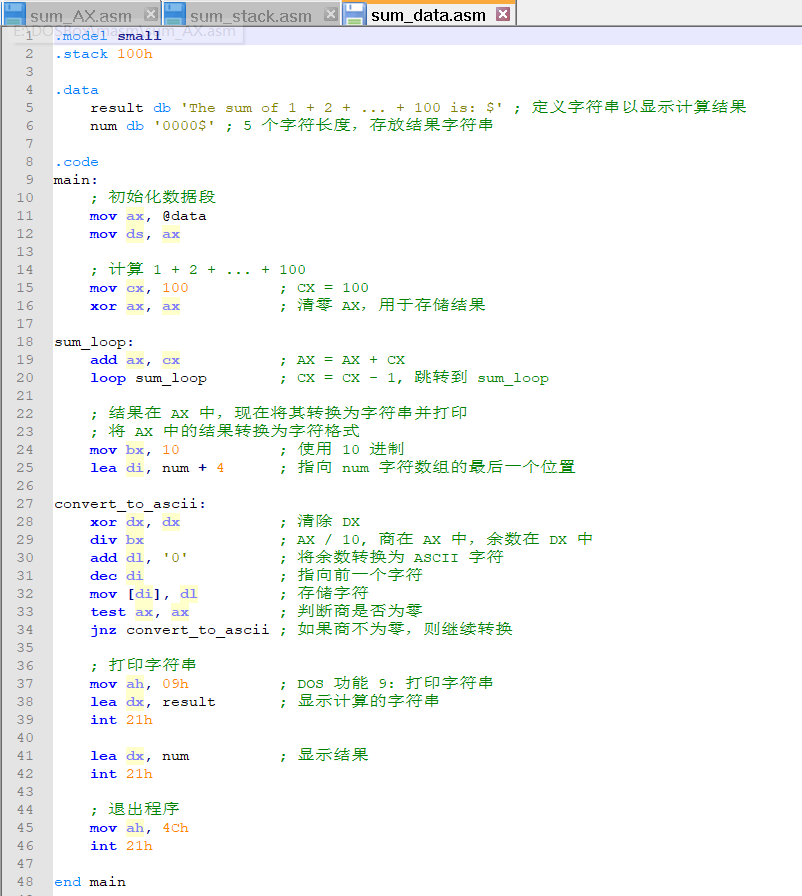 sum_AX.asm sum_stack.asm sum_data.asm
1 .model small
2 .stack 100h
3
4 .data
5 result db 'The sum of 1 + 2 + ... + 100 is: $' ; 定义字符串以显示计算结果
6 num db '0000$' ; 5 个字符长度，存放结果字符串
7
8 .code
9 main:
10 ; 初始化数据段
11 mov ax, @data
12 mov ds, ax
13
14 ; 计算 1 + 2 + ... + 100
15 mov cx, 100 ; CX = 100
16 xor ax, ax ; 清零 AX，用于存储结果
17
18 sum_loop:
19 add ax, cx ; AX = AX + CX
20 loop sum_loop ; CX = CX - 1, 跳转到 sum_loop
21
22 ; 结果在 AX 中，现在将其转换为字符串并打印
23 ; 将 AX 中的结果转换为字符格式
24 mov bx, 10 ; 使用 10 进制
25 lea di, num + 4 ; 指向 num 字符数组的最后一个位置
26
27 convert_to_ascii:
28 xor dx, dx ; 清除 DX
29 div bx ; AX / 10, 商在 AX 中，余数在 DX 中
30 add dl, '0' ; 将余数转换为 ASCII 字符
31 dec di ; 指向前一个字符
32 mov [di], dl ; 存储字符
33 test ax, ax ; 判断商是否为零
34 jnz convert_to_ascii ; 如果商不为零，则继续转换
35
36 ; 打印字符串
37 mov ah, 09h ; DOS 功能 9: 打印字符串
38 lea dx, result ; 显示计算的字符串
39 int 21h
40
41 lea dx, num ; 显示结果
42 int 21h
43
44 ; 退出程序
45 mov ah, 4Ch
46 int 21h
47
48 end main